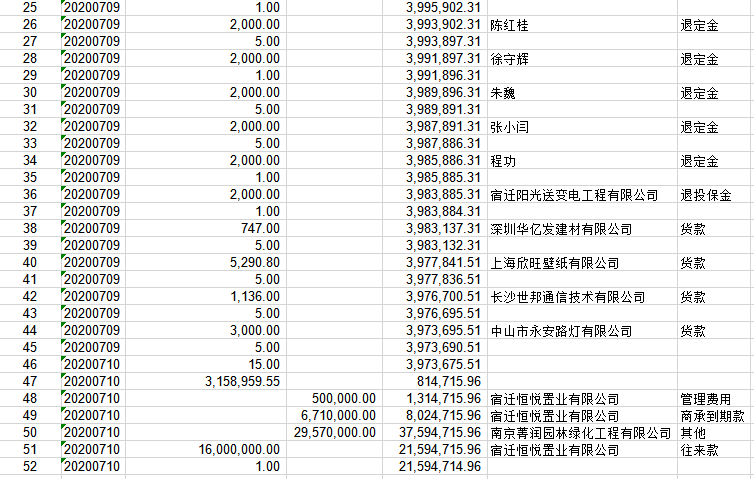 25 20200709 1.00 3,995,902.31
26 20200709 2,000.00 3,993,902.31 陈红桂 退定金
27 20200709 5.00 3,993,897.31
28 20200709 2,000.00 3,991,897.31 徐守辉 退定金
29 20200709 1.00 3,991,896.31
30 20200709 2,000.00 3,989,896.31 朱魏 退定金
31 20200709 5.00 3,989,891.31
32 20200709 2,000.00 3,987,891.31 张小闫 退定金
33 20200709 5.00 3,987,886.31
34 20200709 2,000.00 3,985,886.31 程功 退定金
35 20200709 1.00 3,985,885.31
36 20200709 2,000.00 3,983,885.31 宿迁阳光送变电工程有限公司 退投保金
37 20200709 1.00 3,983,884.31
38 20200709 747.00 3,983,137.31 深圳华亿发建材有限公司 货款
39 20200709 5.00 3,983,132.31
40 20200709 5,290.80 3,977,841.51 上海欣旺壁纸有限公司 货款
41 20200709 5.00 3,977,836.51
42 20200709 1,136.00 3,976,700.51 长沙世邦通信技术有限公司 货款
43 20200709 5.00 3,976,695.51
44 20200709 3,000.00 3,973,695.51 中山市永安路灯有限公司 货款
45 20200709 5.00 3,973,690.51
46 20200710 15.00 3,973,675.51
47 20200710 3,158,959.55 814,715.96
48 20200710 500,000.00 1,314,715.96 宿迁恒悦置业有限公司 管理费用
49 20200710 6,710,000.00 8,024,715.96 宿迁恒悦置业有限公司 商承到期款
50 20200710 29,570,000.00 37,594,715.96 南京菁润园林绿化工程有限公司 其他
51 20200710 16,000,000.00 21,594,715.96 宿迁恒悦置业有限公司 往来款
52 20200710 1.00 21,594,714.96